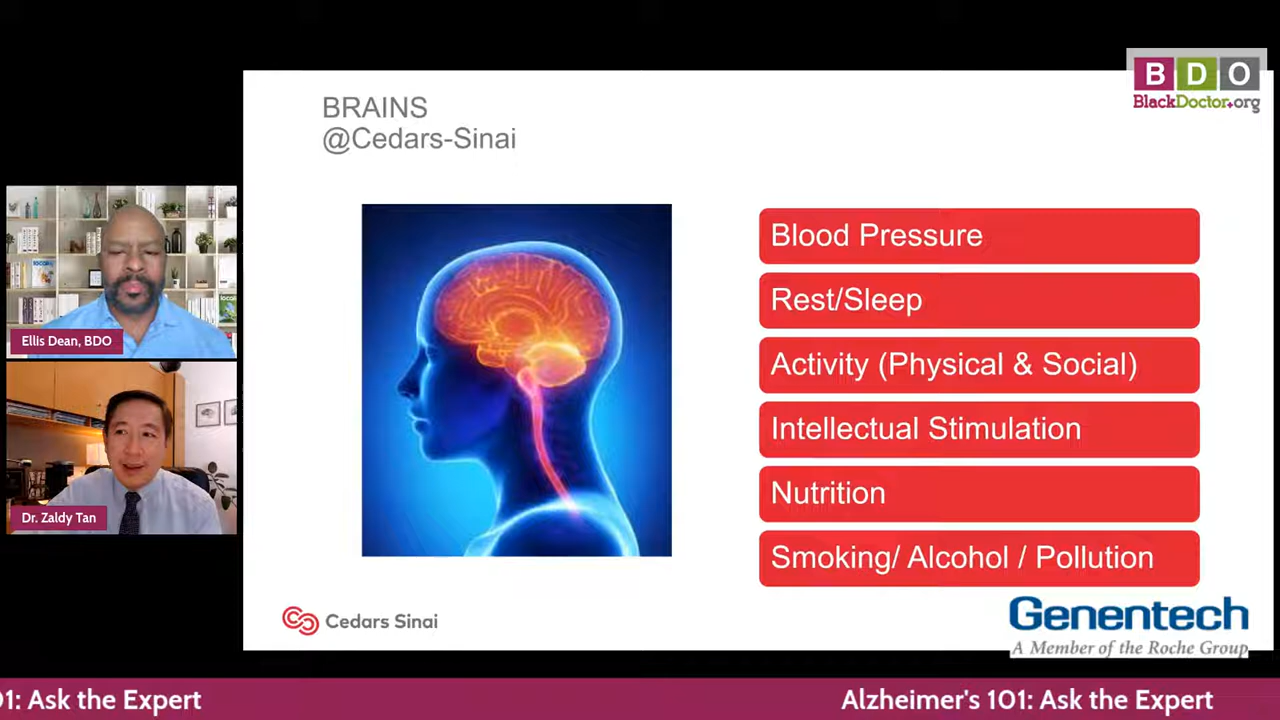 B D O
BlackDoctor.org
BRAINS
@Cedars-Sinai
Blood Pressure
Rest/Sleep
Activity (Physical & Social)
Intellectual Stimulation
Nutrition
Smoking/ Alcohol / Pollution
Ellis Dean, BDO
Dr. Zaldy Tan
Cedars Sinai
Genentech
A Member of the Roche Group
01: Ask the Expert
Alzheimer's 101: Ask the Expert